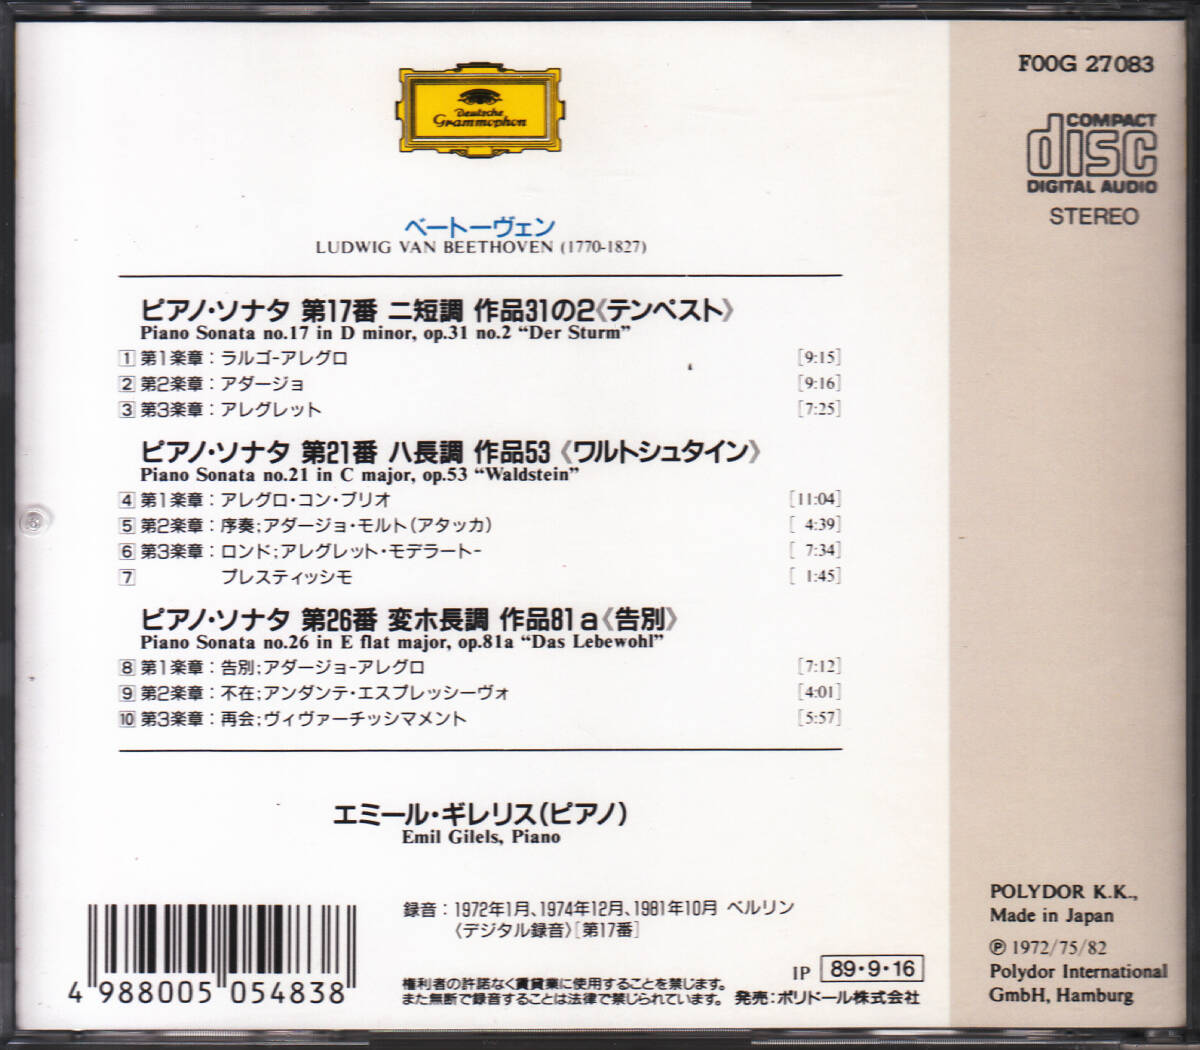 FOOG 27083
COMPACT
disc
DIGITAL AUDIO
STEREO
Deutsche
Grammophon
ベートーヴェン
LUDWIG VAN BEETHOVEN (1770-1827)
ピアノ・ソナタ 第17番 ニ短調 作品31の2《テンペスト》
Piano Sonata no.17 in D minor, op.31 no.2 “Der Sturm”
1 第1楽章：ラルゴ-アレグロ [9:15]
2 第2楽章：アダージョ [9:16]
3 第3楽章：アレグレット [7:25]
ピアノ・ソナタ 第21番 ハ長調 作品53《ワルトシュタイン》
Piano Sonata no.21 in C major, op.53 “Waldstein”
4 第1楽章：アレグロ・コン・ブリオ [11:04]
5 第2楽章：序奏；アダージョ・モルト（アタッカ） [ 4:39]
6 第3楽章：ロンド；アレグレット・モデラート- [ 7:34]
7 プレスティッシモ [ 1:45]
ピアノ・ソナタ 第26番 変ホ長調 作品81a《告別》
Piano Sonata no.26 in E flat major, op.81a “Das Lebewohl”
8 第1楽章：告別；アダージョ-アレグロ [7:12]
9 第2楽章：不在；アンダンテ・エスプレッシーヴォ [4:01]
10 第3楽章：再会；ヴィヴァーチッシマメント [5:57]
エミール・ギレリス（ピアノ）
Emil Gilels, Piano
録音：1972年1月、1974年12月、1981年10月 ベルリン
〈デジタル録音〉[第17番]
4 988005 054838
権利者の許諾なく賃貸業に使用することを禁じます。
また無断で録音することは法律で禁じられています。 発売：ポリドール株式会社
IP 89・9・16
POLYDOR K.K.,
Made in Japan
Ⓟ 1972/75/82
Polydor International
GmbH, Hamburg